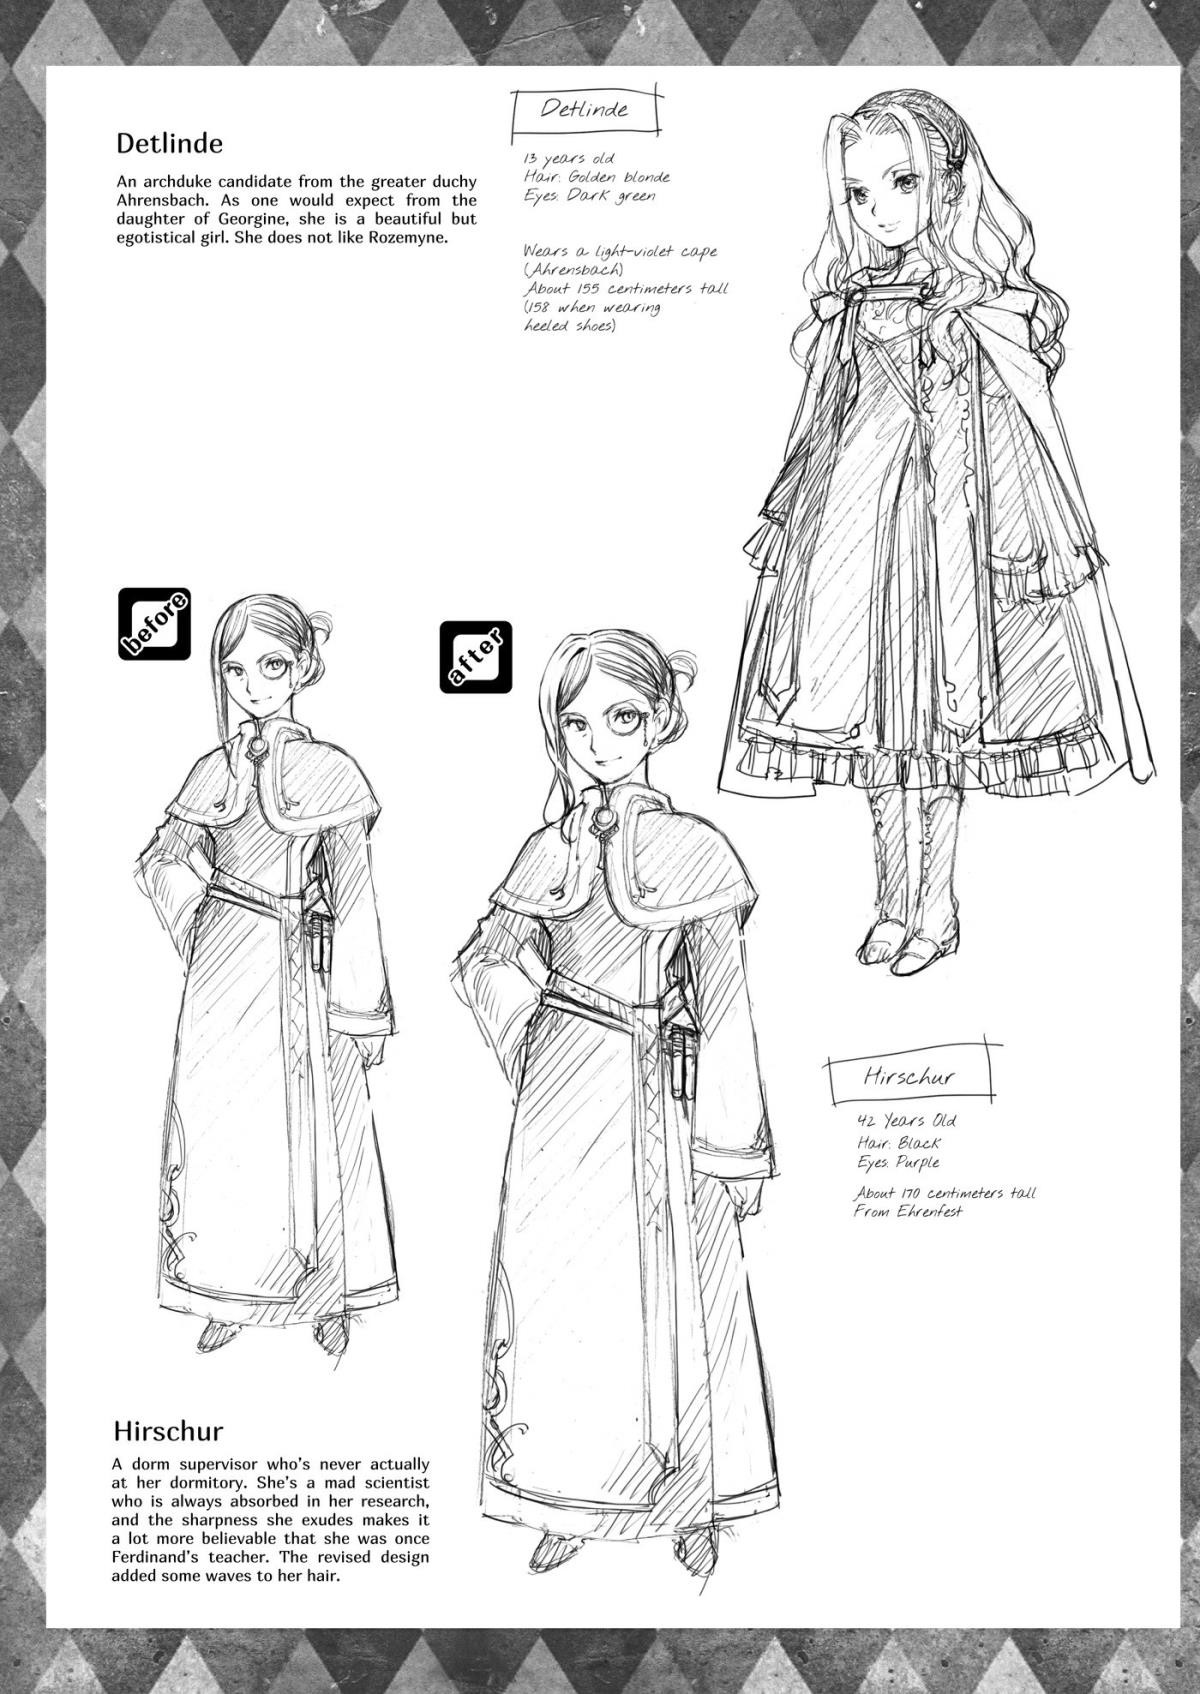 Detlinde
An archduke candidate from the greater duchy
Ahrensbach. As one would expect from the
daughter of Georgine, she is a beautiful but
egotistical girl. She does not like Rozemyne.
Detlinde
13 years old
Hair: Golden blonde
Eyes: Dark green
Wears a light-violet cape
(Ahrensbach)
About 155 centimeters tall
(158 when wearing
heeled shoes)
before
after
Hirschur
42 Years Old
Hair: Black
Eyes: Purple
About 170 centimeters tall
From Ehrenfest
Hirschur
A dorm supervisor who's never actually
at her dormitory. She's a mad scientist
who is always absorbed in her research,
and the sharpness she exudes makes it
a lot more believable that she was once
Ferdinand's teacher. The revised design
added some waves to her hair.